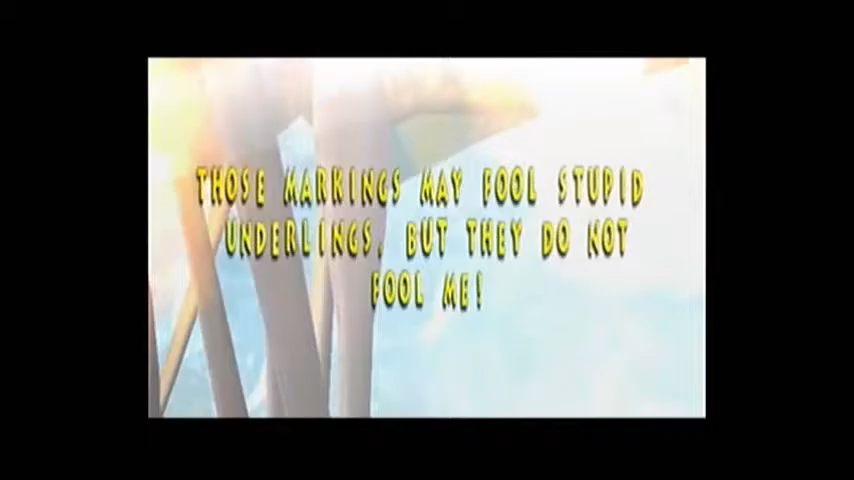 THOSE MARKINGS MAY FOOL STUPID
UNDERLINGS, BUT THEY DO NOT
FOOL ME!